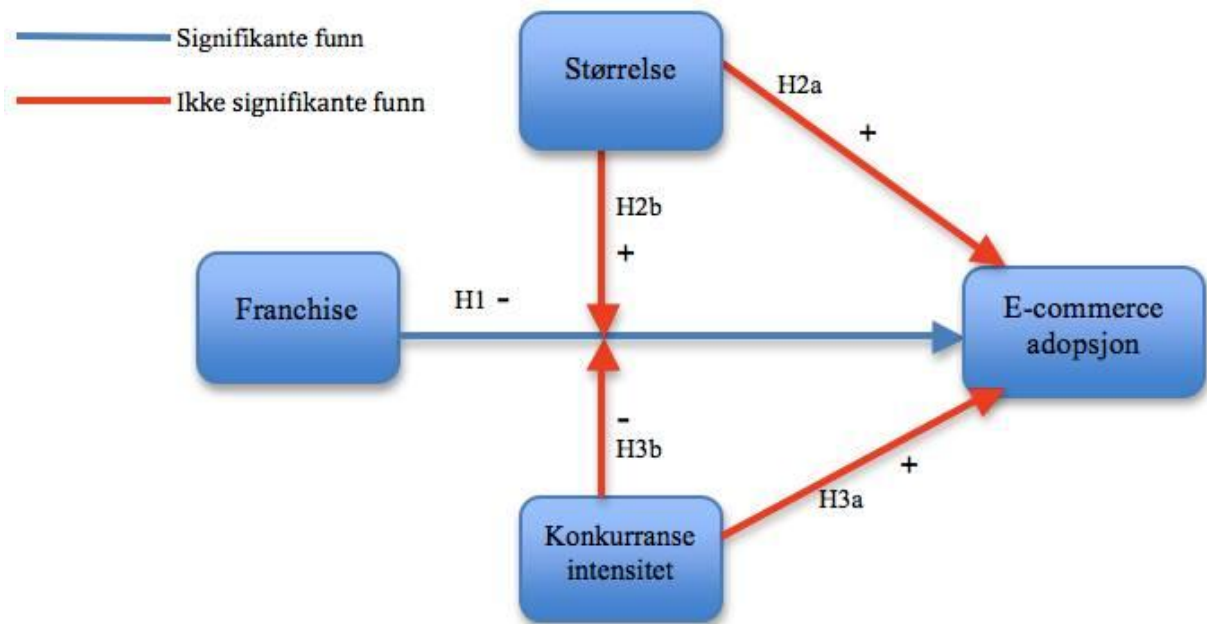 Signifikante funn
Ikke signifikante funn
Størrelse
H2a
+
H2b
+
Franchise
H1 -
E-commerce
adopsjon
-
H3b
+
H3a
Konkurranse
intensitet